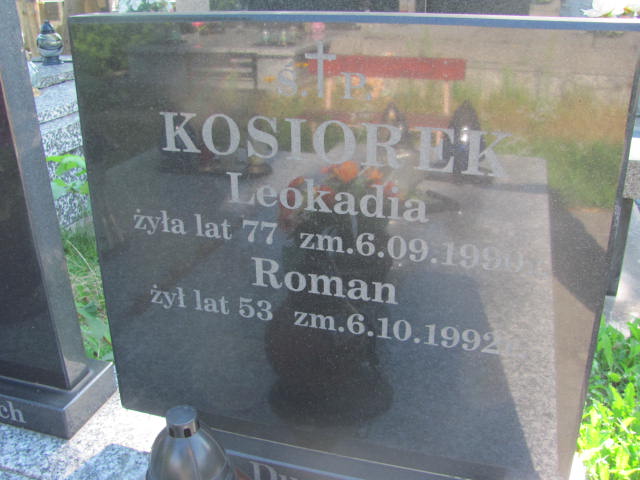 Ś.†P.
KOSIOREK
Leokadia
żyła lat 77 zm.6.09.1990
Roman
żył lat 53 zm.6.10.1992